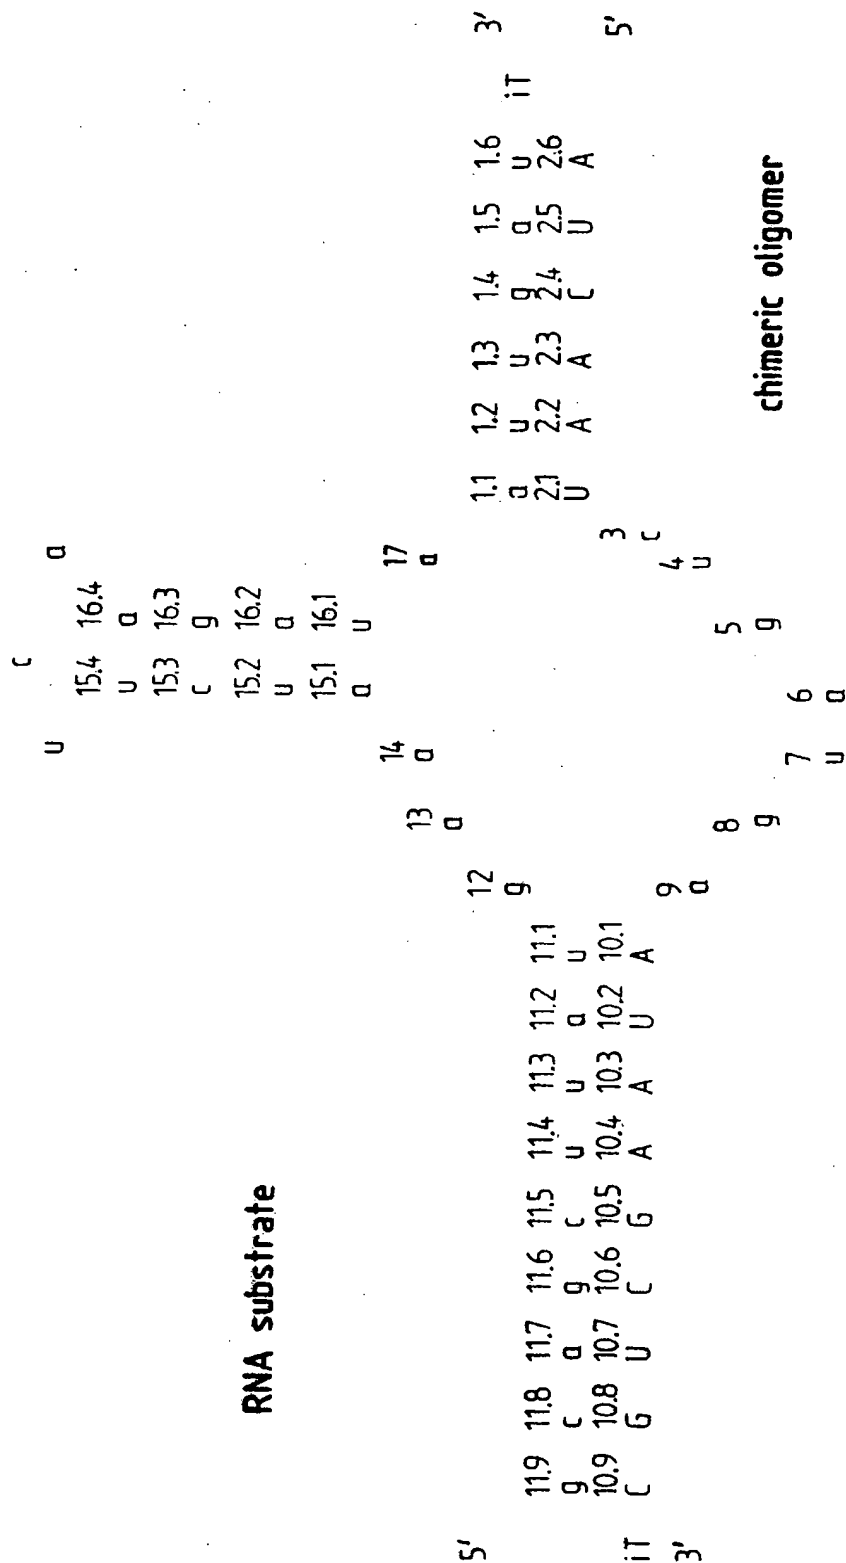 c
u a
15.4 16.4
u a
15.3 16.3
c g
RNA substrate
15.2 16.2
u a
15.1 16.1
a u
14 17
a a
13
a
5' 12 1.1 1.2 1.3 1.4 1.5 1.6 3'
g a u u g a u iT
11.9 11.8 11.7 11.6 11.5 11.4 11.3 11.2 11.1 2.1 2.2 2.3 2.4 2.5 2.6
g c a g c u u a u U A A C U A
10.9 10.8 10.7 10.6 10.5 10.4 10.3 10.2 10.1 3 5'
iT C G U C G A A U A c
3' 9 4
a u
8 5
g g
chimeric oligomer
7 6
u a